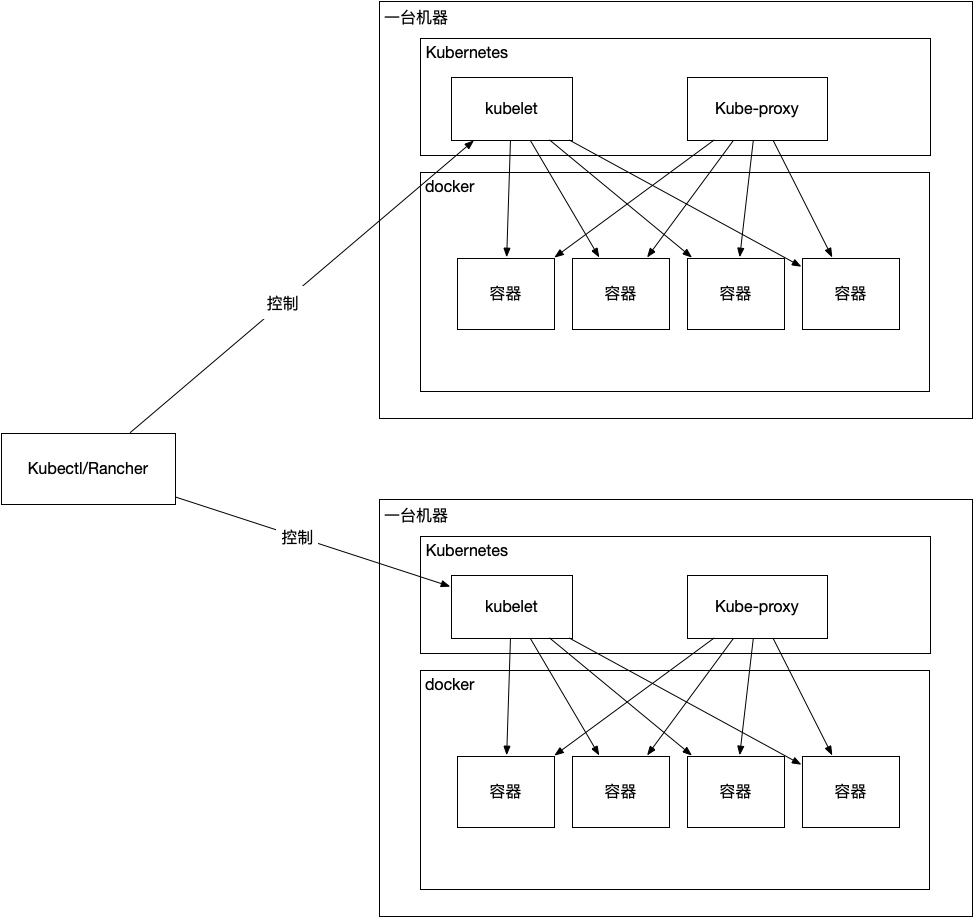 一台机器
Kubernetes
kubelet
Kube-proxy
docker
容器
容器
容器
容器
控制
Kubectl/Rancher
控制
一台机器
Kubernetes
kubelet
Kube-proxy
docker
容器
容器
容器
容器